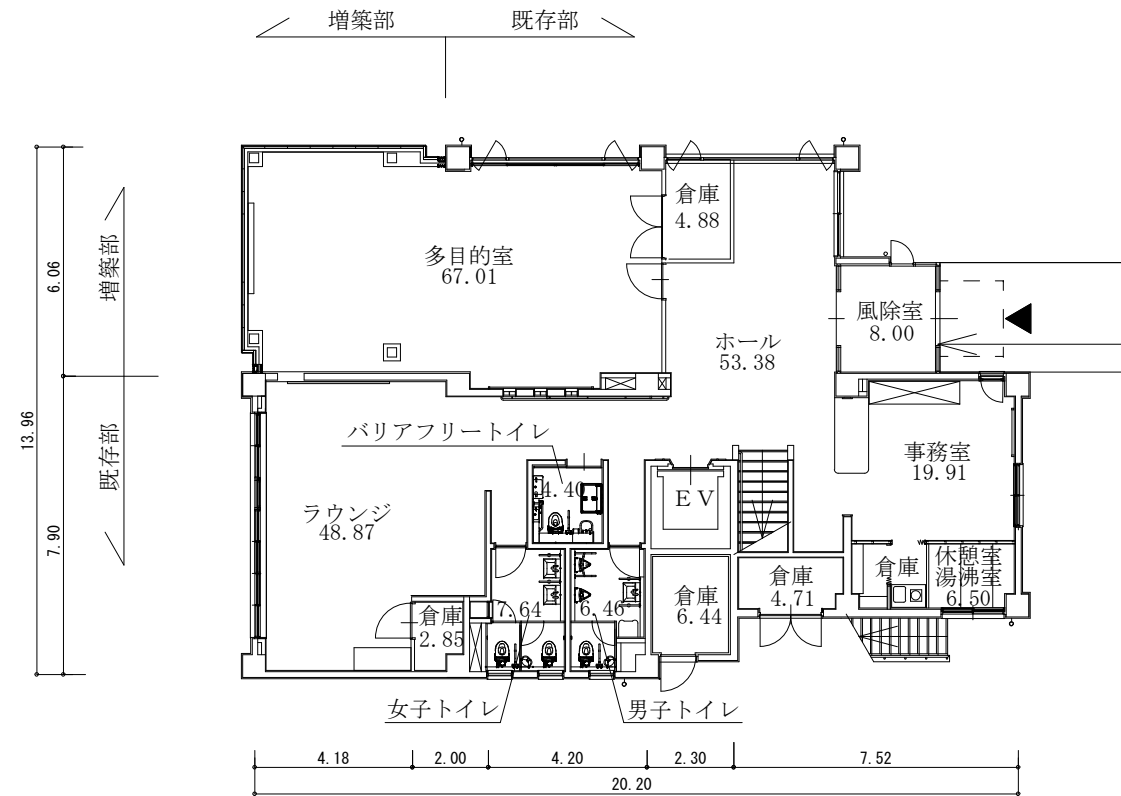 増築部 既存部
倉庫
4.88
多目的室
67.01
増築部
6.06
風除室
8.00
ホール
53.38
13.96
既存部
7.90
バリアフリートイレ
4.40
事務室
19.91
EV
ラウンジ
48.87
休憩室
湯沸室
6.50
倉庫
倉庫
4.71
倉庫
6.44
倉庫
2.85
7.64
6.46
女子トイレ
男子トイレ
4.18 2.00 4.20 2.30 7.52
20.20